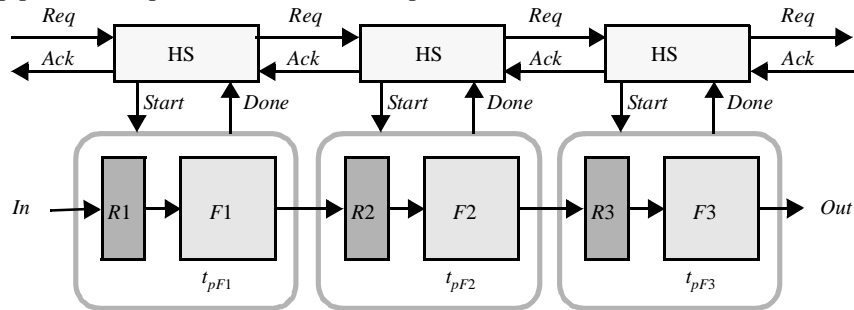 Req Req Req Req
HS HS HS
Ack Ack Ack Ack
Start Done Start Done Start Done
In R1 F1 R2 F2 R3 F3 Out
tpF1 tpF2 tpF3